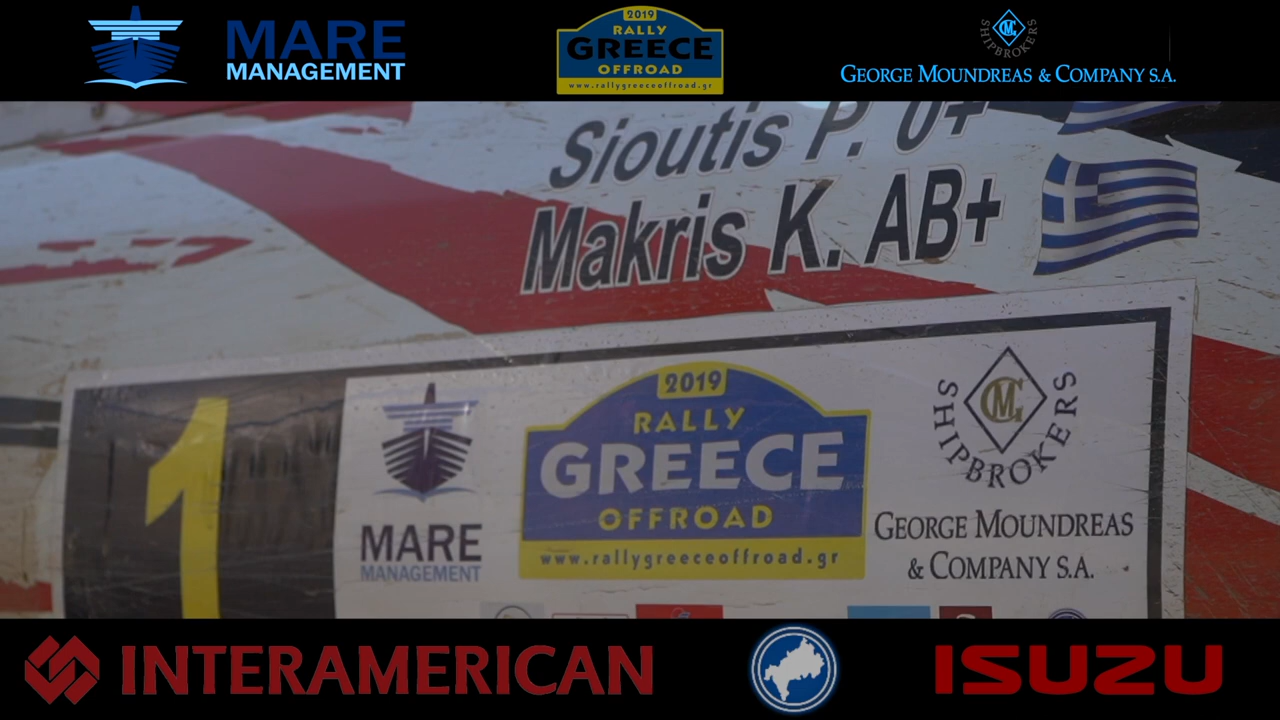 MARE
MANAGEMENT
2019
RALLY
GREECE
OFFROAD
www.rallygreeceoffroad.gr
GMC
SHIPBROKERS
GEORGE MOUNDREAS & COMPANY S.A.
Sioutis P. 0+
Makris K. AB+
1
MARE
MANAGEMENT
2019
RALLY
GREECE
OFFROAD
www.rallygreeceoffroad.gr
SHIPBROKERS
GEORGE MOUNDREAS
& COMPANY S.A.
INTERAMERICAN
ISUZU